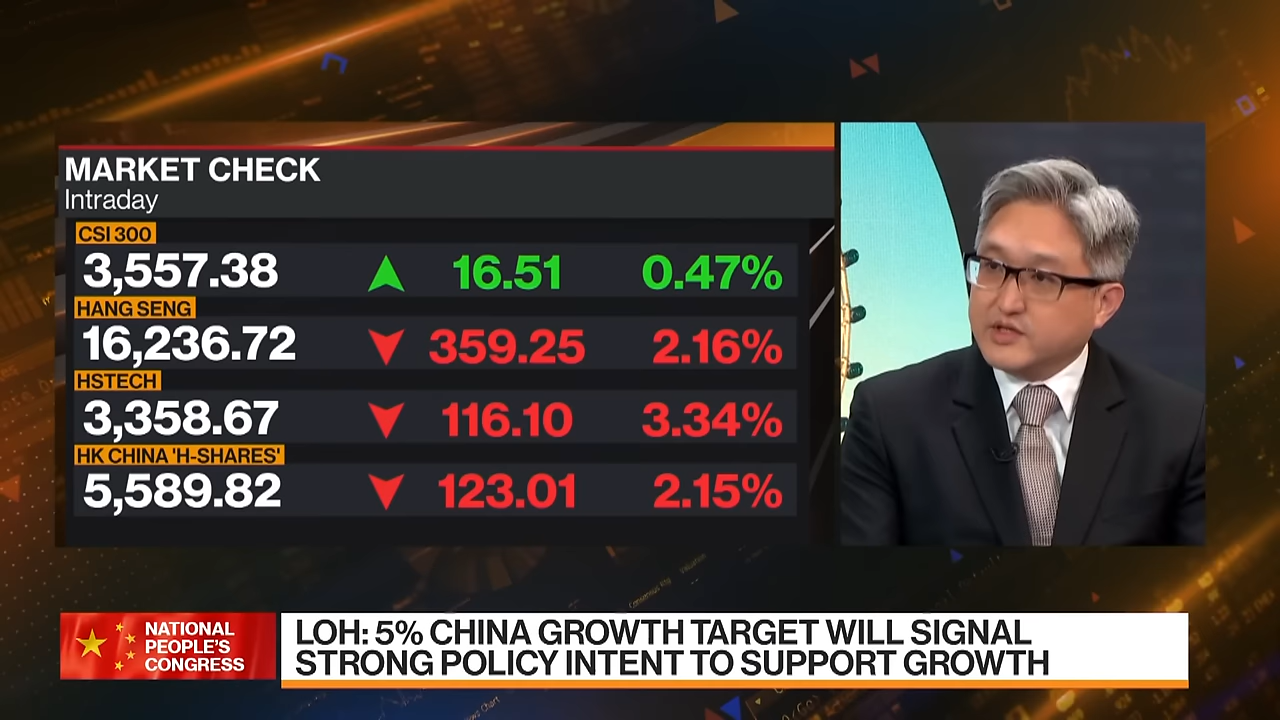 MARKET CHECK
Intraday
CSI 300
3,557.38 16.51 0.47%
HANG SENG
16,236.72 359.25 2.16%
HSTECH
3,358.67 116.10 3.34%
HK CHINA 'H-SHARES'
5,589.82 123.01 2.15%
NATIONAL
PEOPLE'S
CONGRESS
LOH: 5% CHINA GROWTH TARGET WILL SIGNAL
STRONG POLICY INTENT TO SUPPORT GROWTH